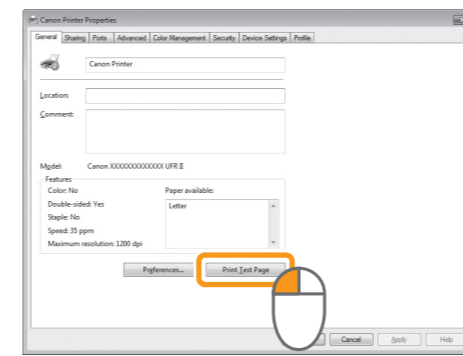 Canon Printer Properties
General Sharing Ports Advanced Color Management Security Device Settings Profile
Canon Printer
Location:
Comment:
Model: Canon XXXXXXXXXXXXX UFR II
Features
Color: No Paper available:
Double-sided: Yes Letter
Staple: No
Speed: 35 ppm
Maximum resolution: 1200 dpi
Preferences... Print Test Page
Cancel Apply Help